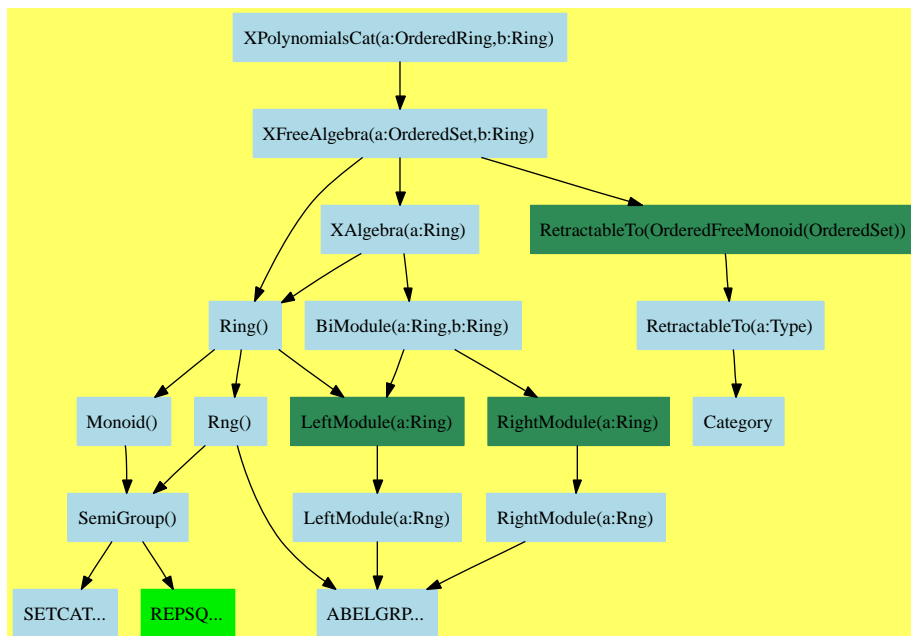 XPolynomialsCat(a:OrderedRing,b:Ring)
XFreeAlgebra(a:OrderedSet,b:Ring)
XAlgebra(a:Ring)
RetractableTo(OrderedFreeMonoid(OrderedSet))
Ring()
BiModule(a:Ring,b:Ring)
RetractableTo(a:Type)
Monoid()
Rng()
LeftModule(a:Ring)
RightModule(a:Ring)
Category
SemiGroup()
LeftModule(a:Rng)
RightModule(a:Rng)
SETCAT...
REPSQ...
ABELGRP...